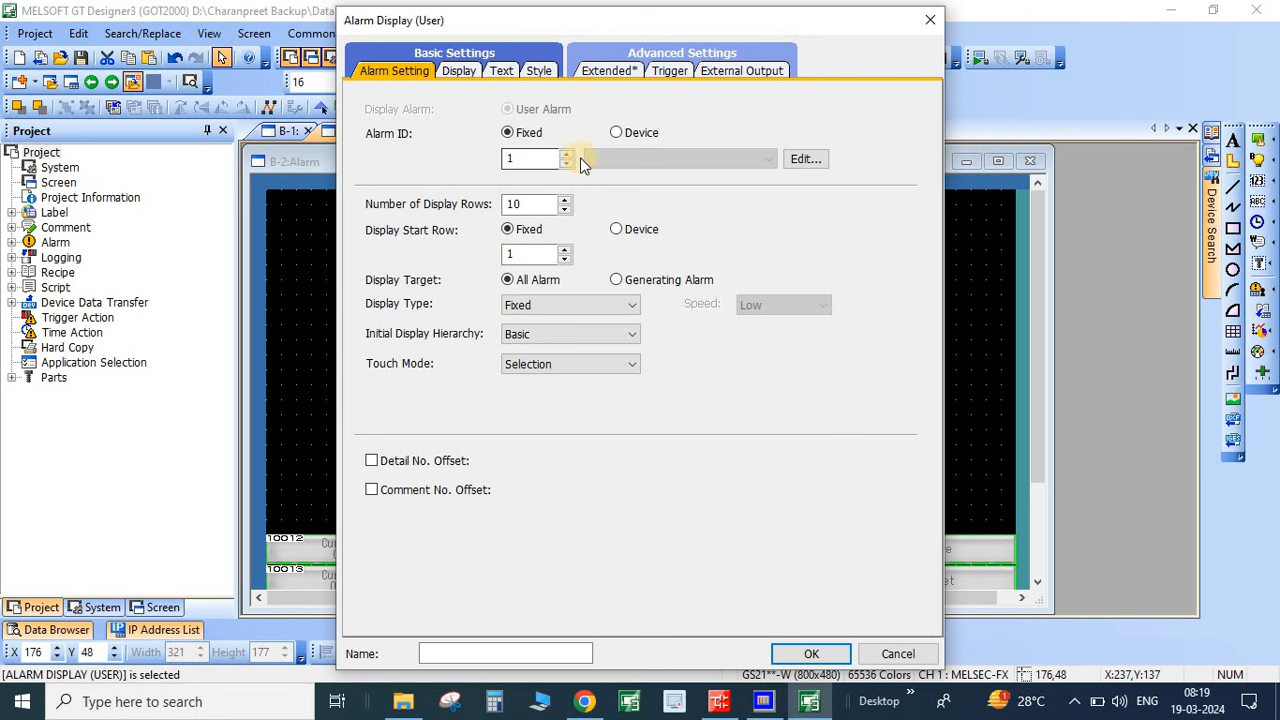 MELSOFT GT Designer3 (GOT2000) D:\Charanpreet Backup\Data
Alarm Display (User)
Project Edit Search/Replace View Screen Common
Basic Settings
Advanced Settings
Alarm Setting Display Text Style
Extended* Trigger External Output
16
Project
B-1:
B-2:Alarm
Project
System
Screen
Project Information
Label
Comment
Alarm
Logging
Recipe
Script
Device Data Transfer
Trigger Action
Time Action
Hard Copy
Application Selection
Parts
Display Alarm: User Alarm
Alarm ID: Fixed Device
1 Edit...
Number of Display Rows: 10
Display Start Row: Fixed Device
1
Display Target: All Alarm Generating Alarm
Display Type: Fixed Speed: Low
Initial Display Hierarchy: Basic
Touch Mode: Selection
Detail No. Offset:
Comment No. Offset:
Device Search
10012
10013
Project System Screen
Data Browser IP Address List
Name: OK Cancel
X 176 Y 48 Width 321 Height 177
[ALARM DISPLAY (USER)] is selected
GS21**-W (800x480) 65536 Colors CH 1 : MELSEC-FX 176,48 X:237,Y:137 NUM
Type here to search
Desktop
28°C
ENG
08:19
19-03-2024